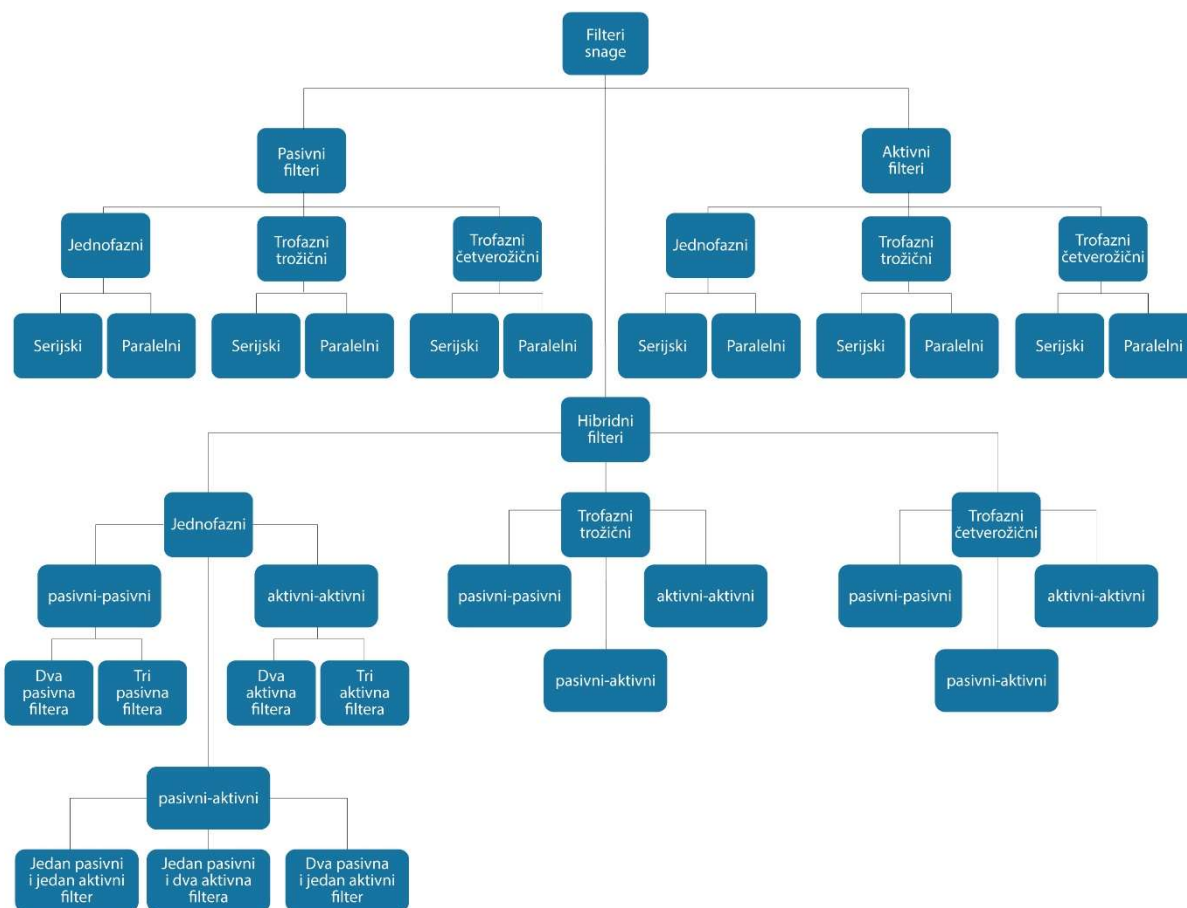 Filteri
snage
Pasivni
filteri
Aktivni
filteri
Jednofazni
Trofazni
trožični
Trofazni
četverožični
Jednofazni
Trofazni
trožični
Trofazni
četverožični
Serijski
Paralelni
Serijski
Paralelni
Serijski
Paralelni
Serijski
Paralelni
Serijski
Paralelni
Serijski
Paralelni
Hibridni
filteri
Jednofazni
Trofazni
trožični
Trofazni
četverožični
pasivni-pasivni
aktivni-aktivni
pasivni-pasivni
aktivni-aktivni
pasivni-pasivni
aktivni-aktivni
Dva
pasivna
filtera
Tri
pasivna
filtera
Dva
aktivna
filtera
Tri
aktivna
filtera
pasivni-aktivni
pasivni-aktivni
pasivni-aktivni
Jedan pasivni
i jedan aktivni
filter
Jedan pasivni
i dva aktivna
filtera
Dva pasivna
i jedan aktivni
filter